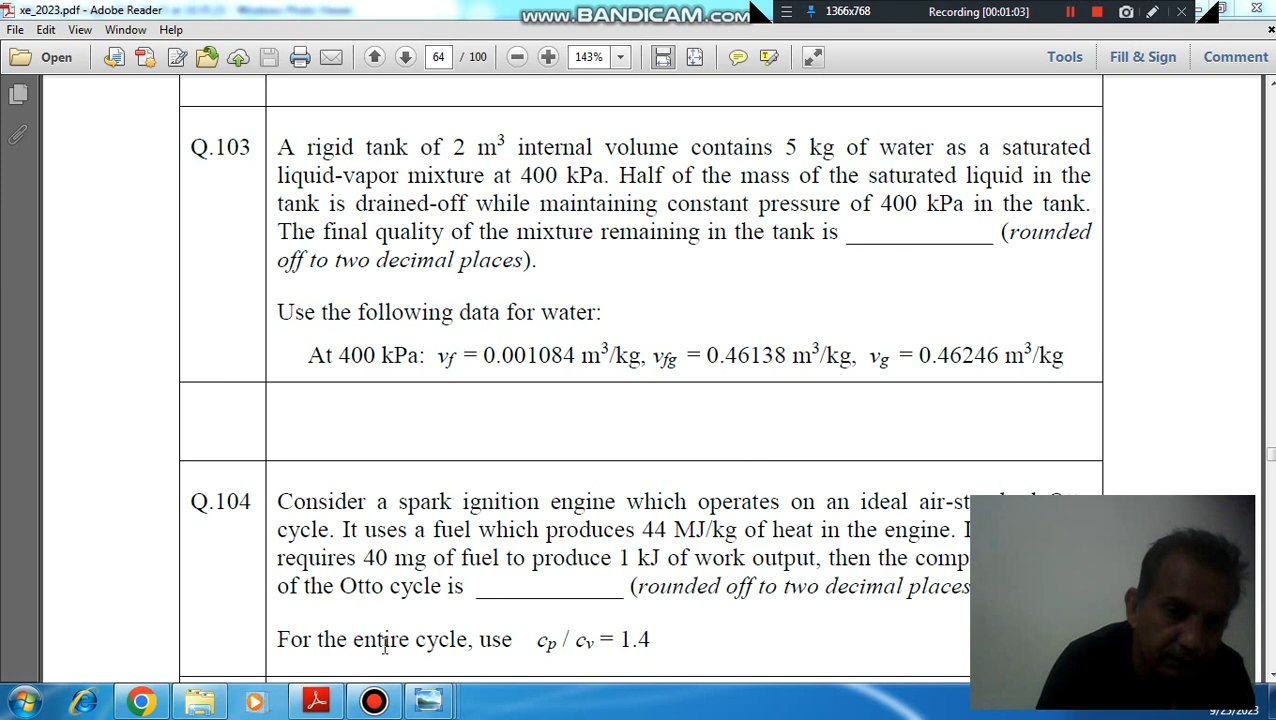 xe_2023.pdf - Adobe Reader
www.BANDICAM.com
1366x768
Recording [00:01:03]
File Edit View Window Help
Open
64 / 100
143%
Tools
Fill & Sign
Comment
Q.103
A rigid tank of 2 m³ internal volume contains 5 kg of water as a saturated
liquid-vapor mixture at 400 kPa. Half of the mass of the saturated liquid in the
tank is drained-off while maintaining constant pressure of 400 kPa in the tank.
The final quality of the mixture remaining in the tank is ____________ (rounded
off to two decimal places).
Use the following data for water:
At 400 kPa: vf = 0.001084 m³/kg, vfg = 0.46138 m³/kg, vg = 0.46246 m³/kg
Q.104
Consider a spark ignition engine which operates on an ideal air-
cycle. It uses a fuel which produces 44 MJ/kg of heat in the engine.
requires 40 mg of fuel to produce 1 kJ of work output, then the comp
of the Otto cycle is ____________ (rounded off to two decimal places
For the entire cycle, use cp / cv = 1.4
9/23/2023